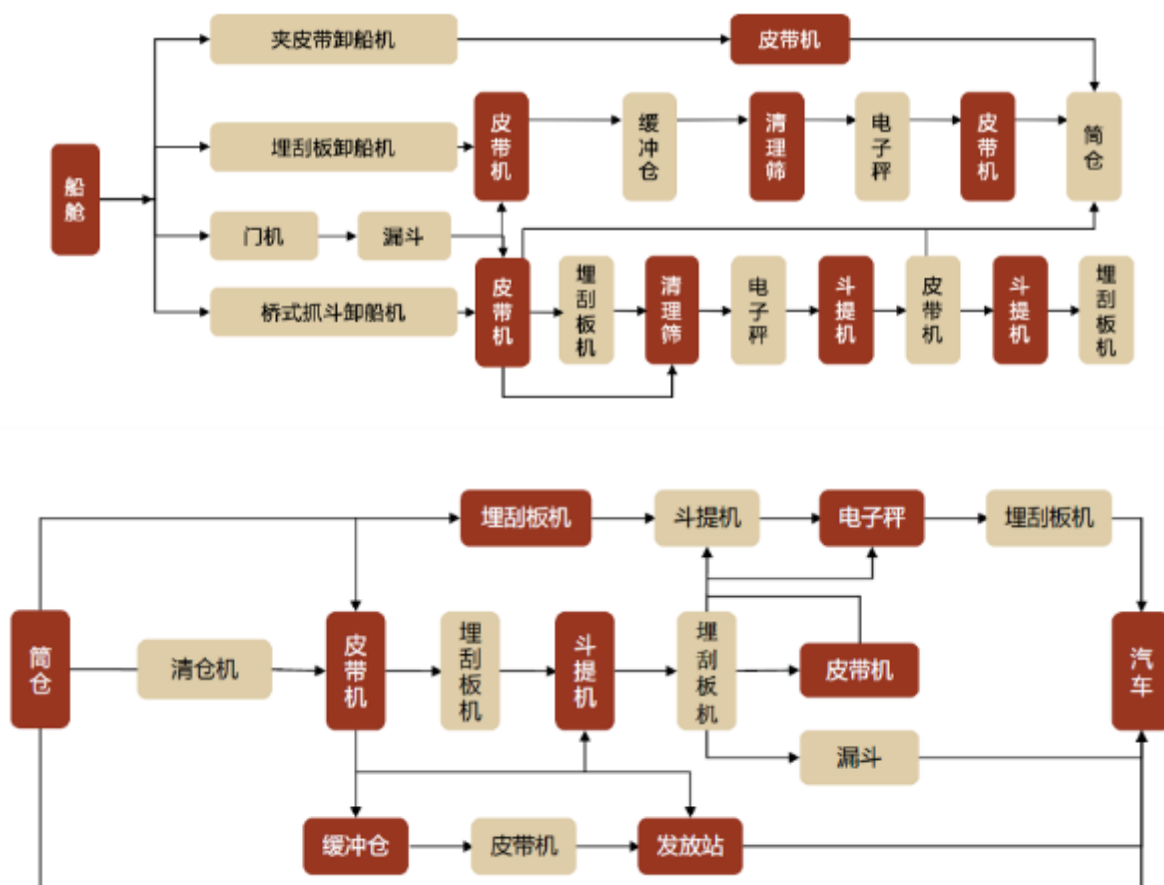 夹皮带卸船机
皮带机
船舱
埋刮板卸船机
皮带机
缓冲仓
清理筛
电子秤
皮带机
筒仓
门机
漏斗
桥式抓斗卸船机
皮带机
埋刮板机
清理筛
电子秤
斗提机
皮带机
斗提机
埋刮板机
埋刮板机
斗提机
电子秤
埋刮板机
筒仓
清仓机
皮带机
埋刮板机
斗提机
埋刮板机
皮带机
汽车
漏斗
缓冲仓
皮带机
发放站